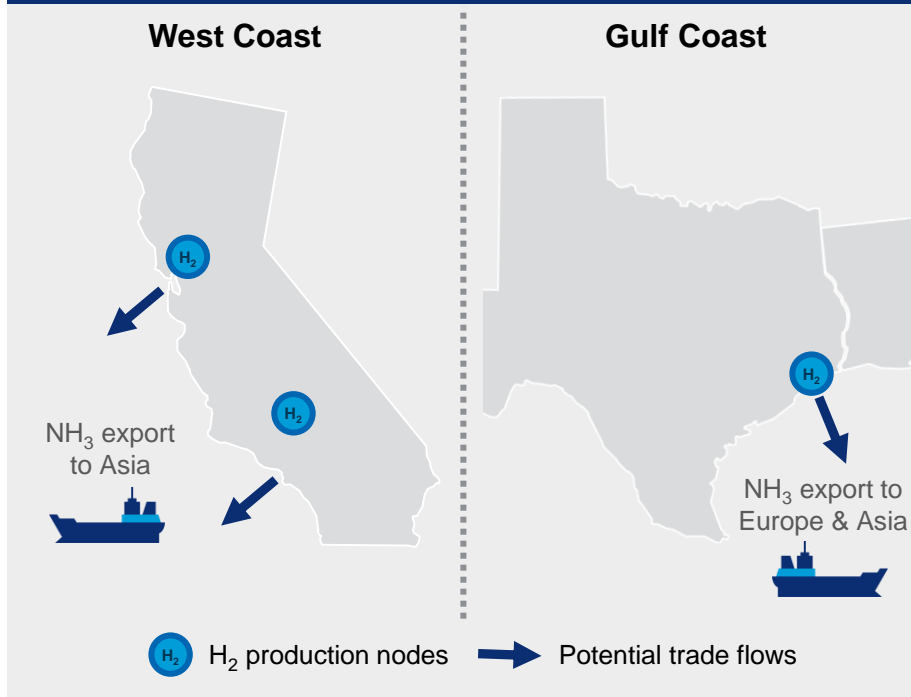 West Coast
Gulf Coast
H₂
H₂
NH₃ export
to Asia
H₂
NH₃ export to
Europe & Asia
H₂ H₂ production nodes
Potential trade flows